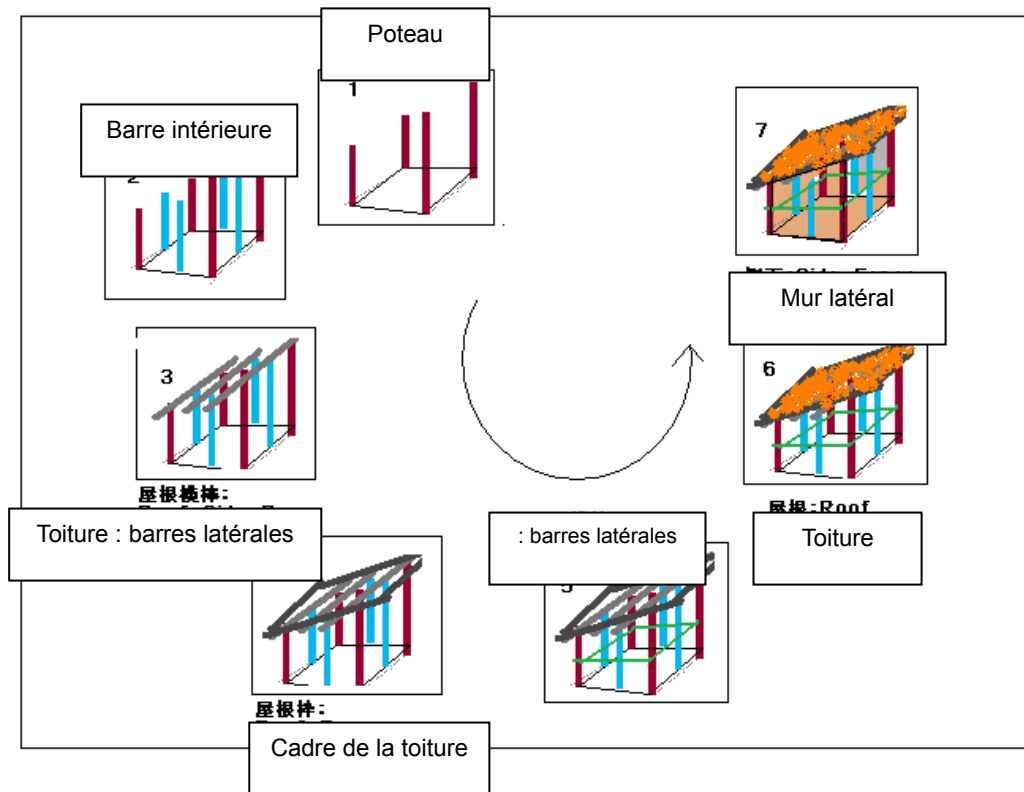 Poteau
1
Barre intérieure
2
3
屋根横棒:
Toiture : barres latérales
屋根枠:
Cadre de la toiture
: barres latérales
5
6
屋根:Roof
Toiture
7
Mur latéral